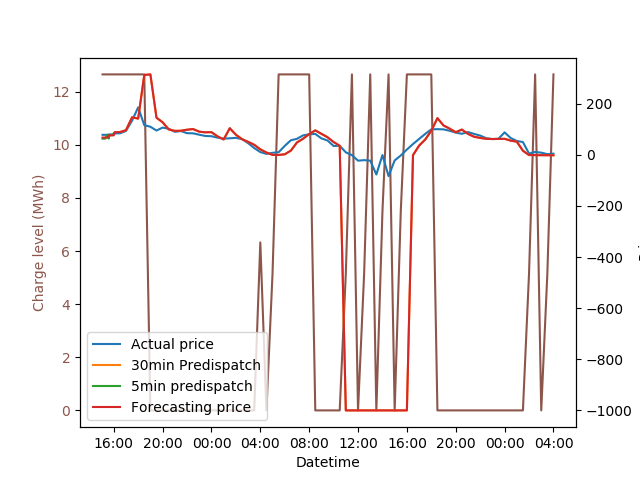 12
10
8
6
4
2
0
Charge level (MWh)
200
0
−200
−400
−600
−800
−1000
Actual price
30min Predispatch
5min predispatch
Forecasting price
16:00 20:00 00:00 04:00 08:00 12:00 16:00 20:00 00:00 04:00
Datetime